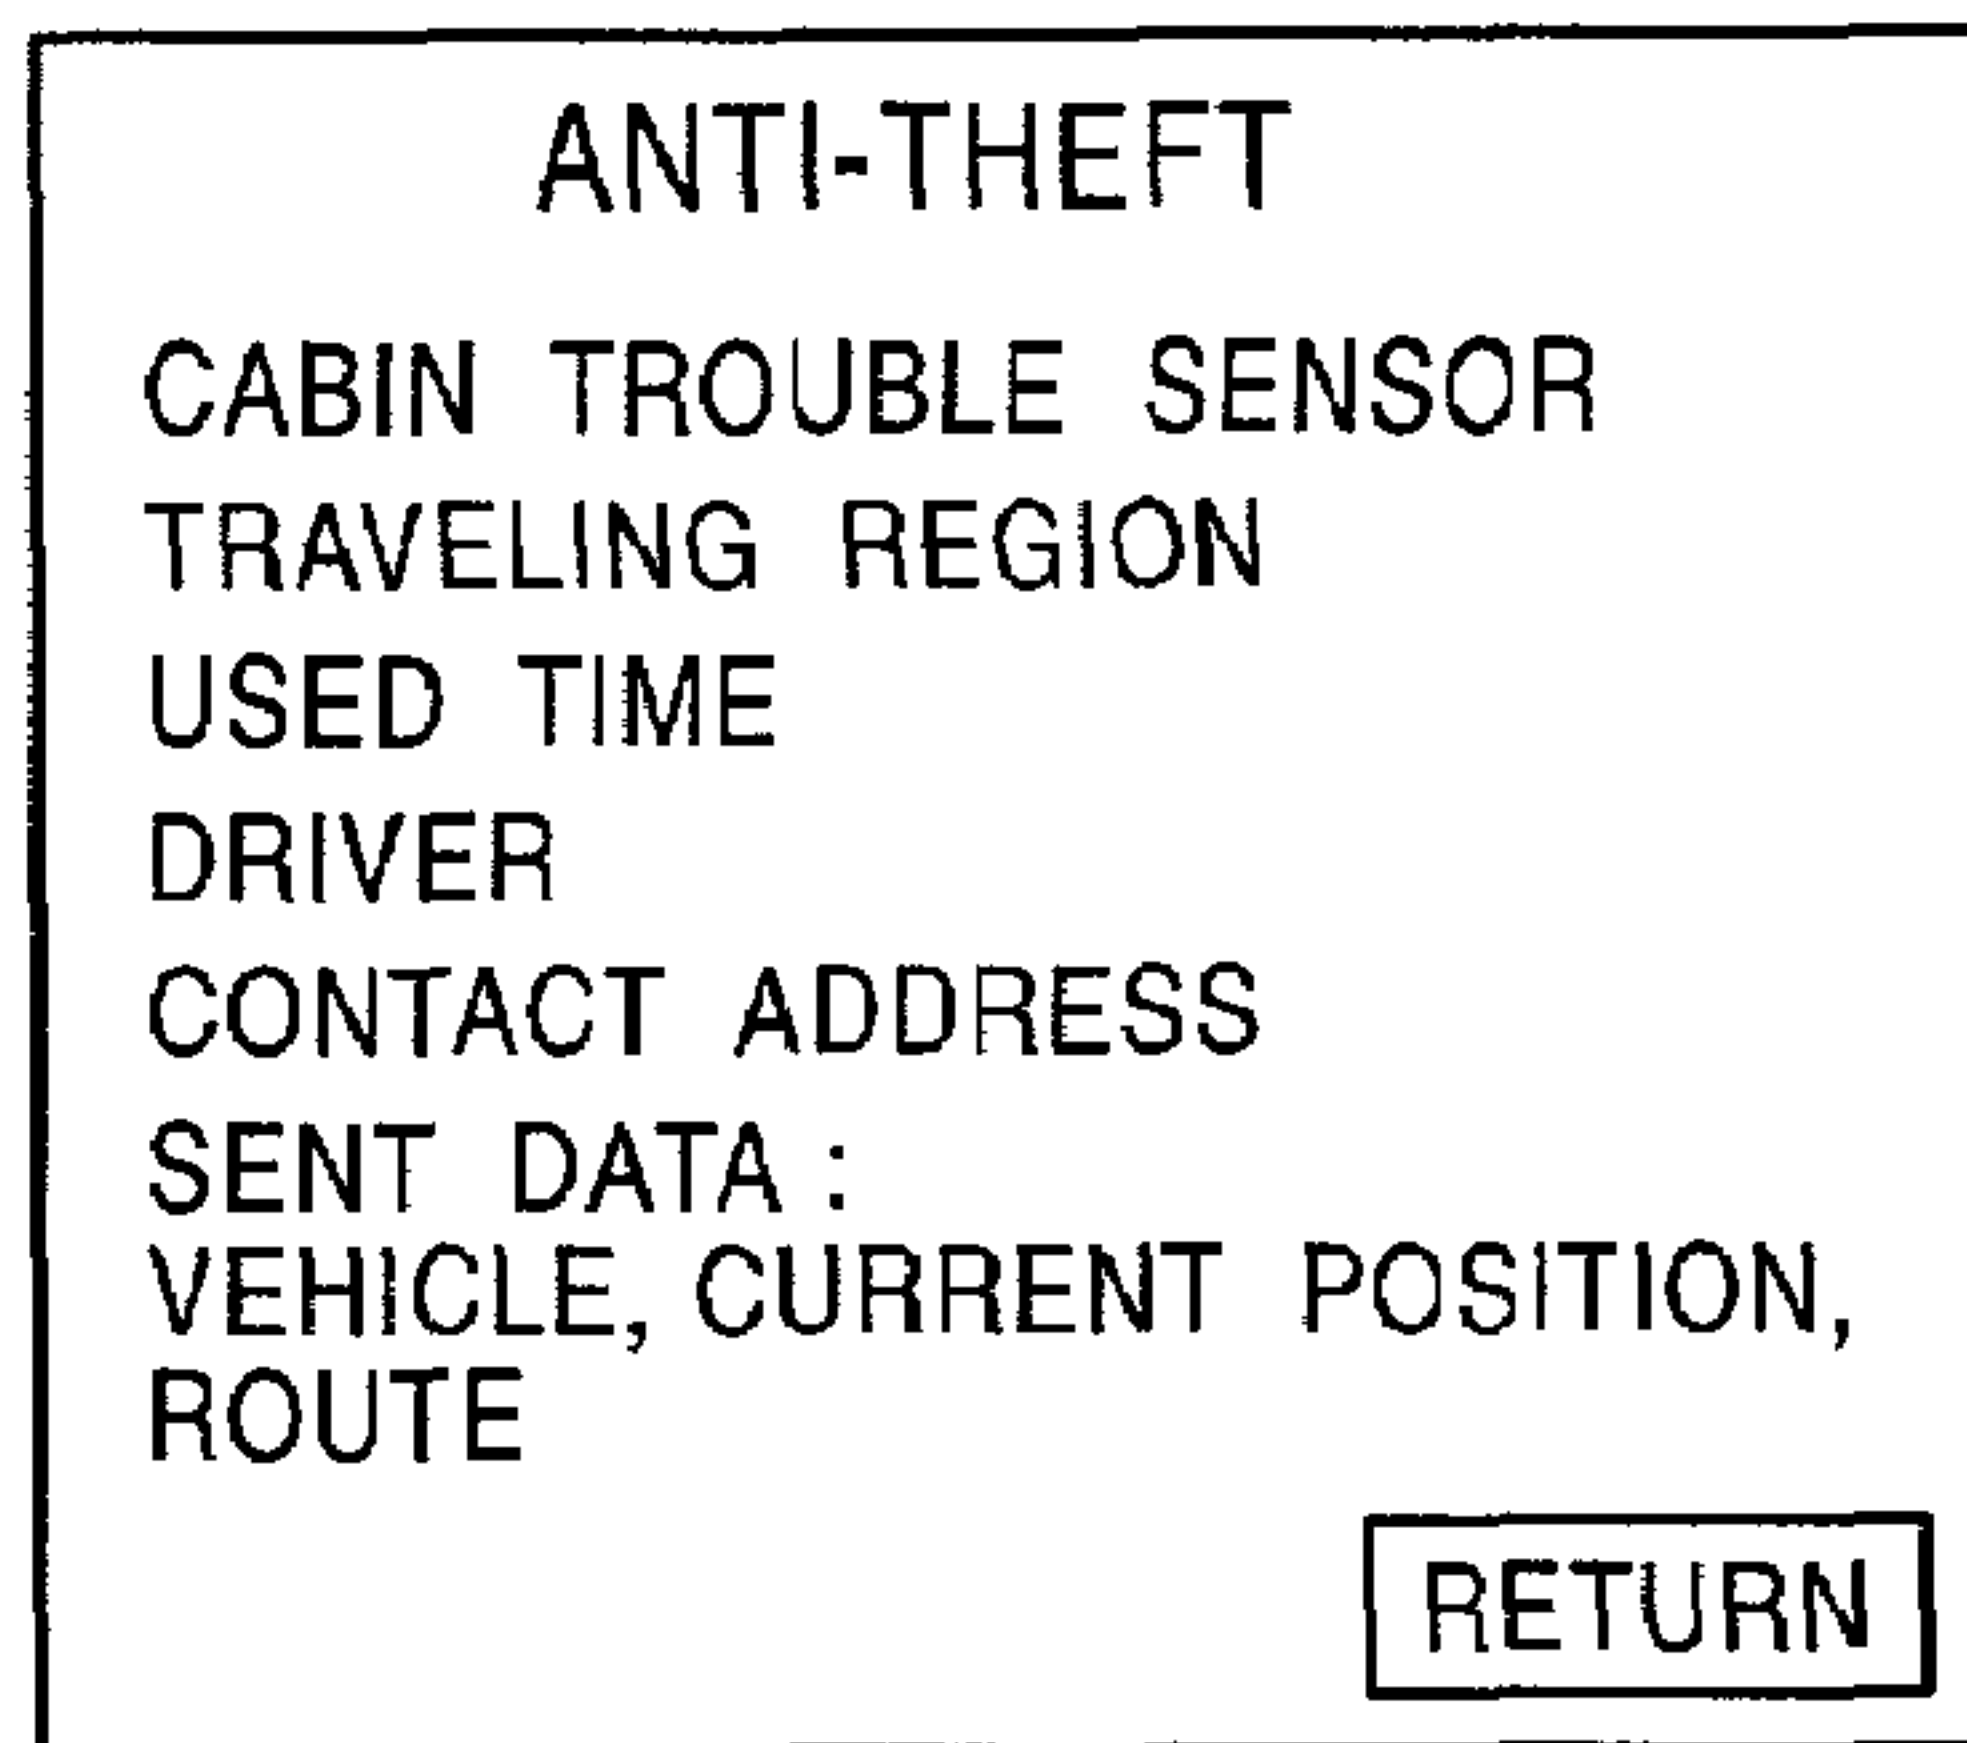 ANTI-THEFT
CABIN TROUBLE SENSOR
TRAVELING REGION
USED TIME
DRIVER
CONTACT ADDRESS
SENT DATA :
VEHICLE, CURRENT POSITION,
ROUTE
RETURN